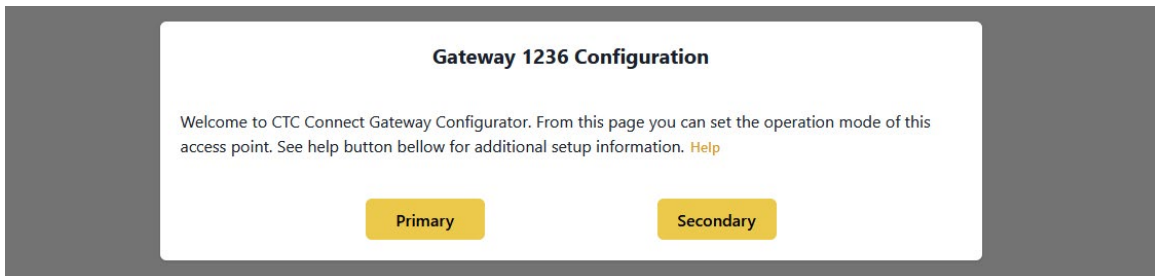 Gateway 1236 Configuration
Welcome to CTC Connect Gateway Configurator. From this page you can set the operation mode of this
access point. See help button bellow for additional setup information. Help
Primary
Secondary